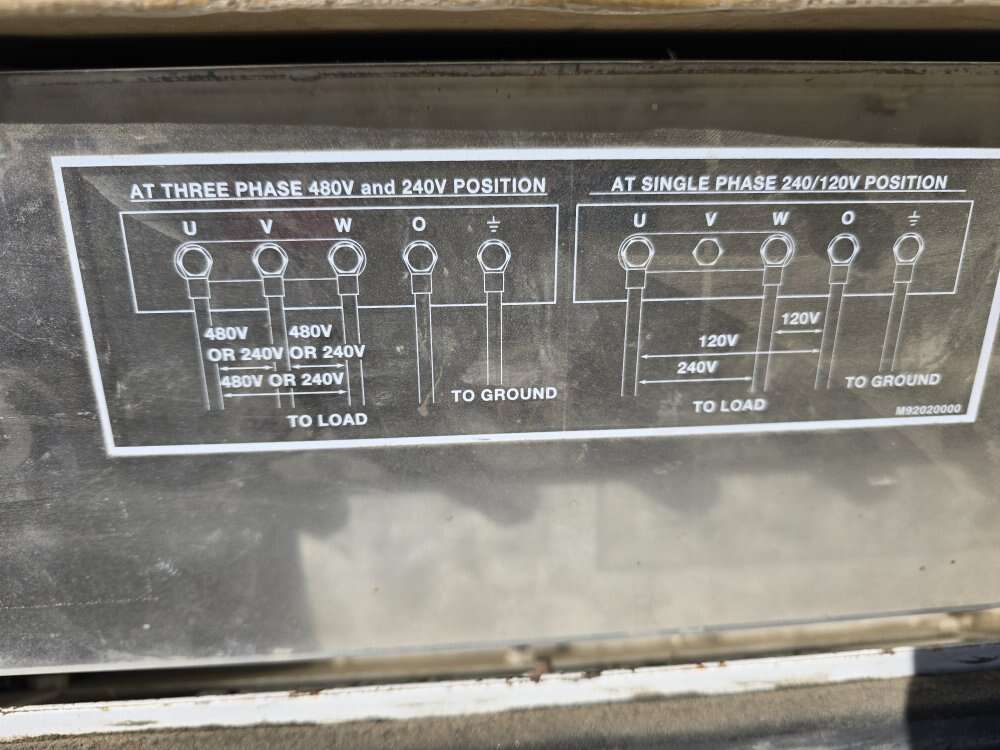 AT THREE PHASE 480V and 240V POSITION
U V W O
480V 480V
OR 240V OR 240V
480V OR 240V
TO LOAD
TO GROUND
AT SINGLE PHASE 240/120V POSITION
U V W O
120V
120V
240V
TO LOAD
TO GROUND
M92020000